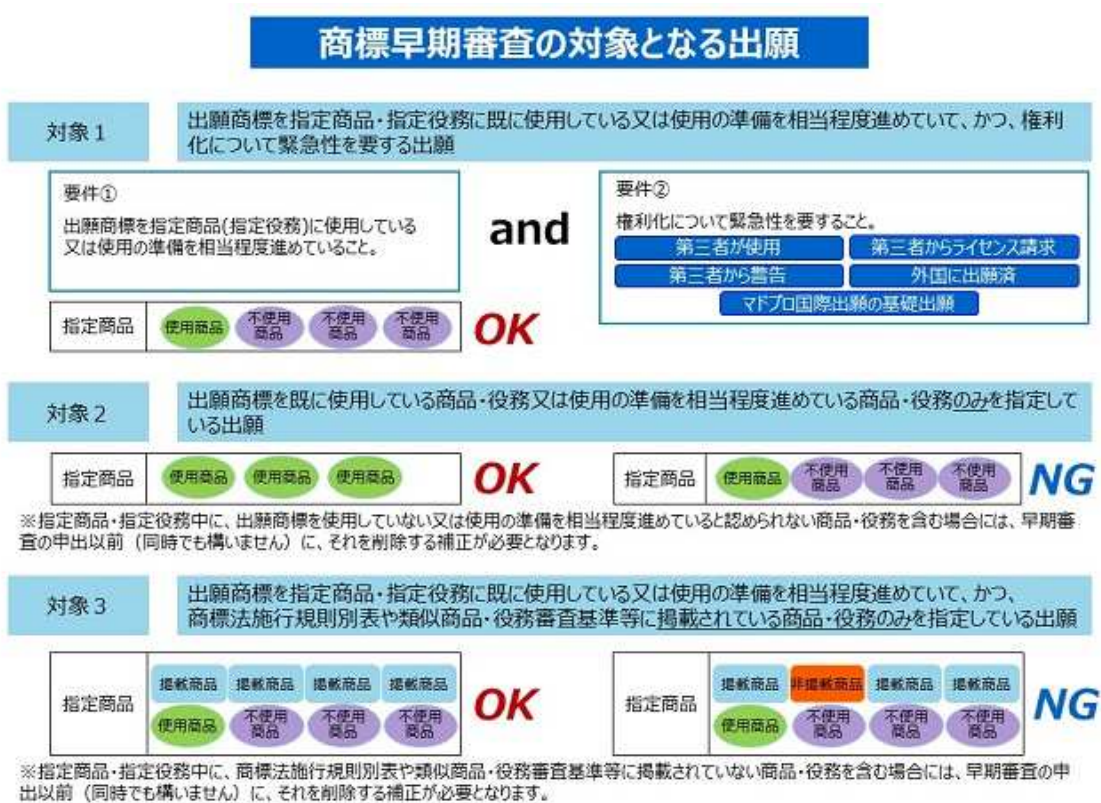 商標早期審査の対象となる出願
対象1
出願商標を指定商品・指定役務に既に使用している又は使用の準備を相当程度進めていて、かつ、権利
化について緊急性を要する出願
要件①
出願商標を指定商品(指定役務)に使用している
又は使用の準備を相当程度進めていること。
and
要件②
権利化について緊急性を要すること。
第三者が使用
第三者からライセンス請求
第三者から警告
外国に出願済
マドプロ国際出願の基礎出願
指定商品
使用商品
不使用
商品
不使用
商品
不使用
商品
OK
対象2
出願商標を既に使用している商品・役務又は使用の準備を相当程度進めている商品・役務のみを指定して
いる出願
指定商品
使用商品
使用商品
使用商品
OK
指定商品
使用商品
不使用
商品
不使用
商品
不使用
商品
NG
※指定商品・指定役務中に、出願商標を使用していない又は使用の準備を相当程度進めていると認められない商品・役務を含む場合には、早期審
査の申出以前（同時でも構いません）に、それを削除する補正が必要となります。
対象3
出願商標を指定商品・指定役務に既に使用している又は使用の準備を相当程度進めていて、かつ、
商標法施行規則別表や類似商品・役務審査基準等に掲載されている商品・役務のみを指定している出願
指定商品
掲載商品
掲載商品
掲載商品
掲載商品
使用商品
不使用
商品
不使用
商品
不使用
商品
OK
指定商品
掲載商品
非掲載商品
掲載商品
掲載商品
使用商品
不使用
商品
不使用
商品
不使用
商品
NG
※指定商品・指定役務中に、商標法施行規則別表や類似商品・役務審査基準等に掲載されていない商品・役務を含む場合には、早期審査の申
出以前（同時でも構いません）に、それを削除する補正が必要となります。